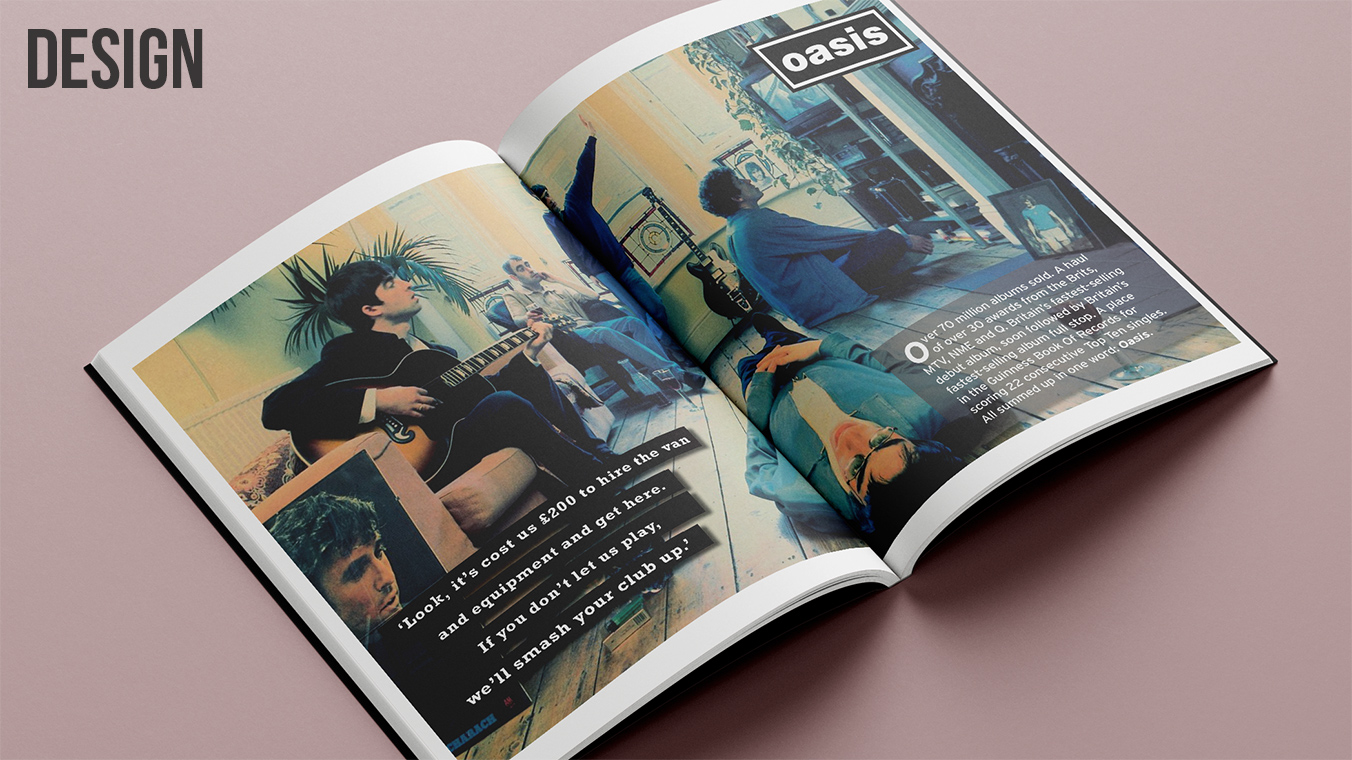 DESIGN
oasis
'Look, it's cost us £200 to hire the van
and equipment and get here.
If you don't let us play,
we'll smash your club up.'
CHARACH
Over 70 million albums sold. A haul
of over 30 awards from the Brits,
MTV, NME and Q. Britain's fastest-selling
debut album, soon followed by Britain's
fastest-selling album full stop. A place
in the Guinness Book Of Records for
scoring 22 consecutive Top Ten singles.
All summed up in one word: Oasis.